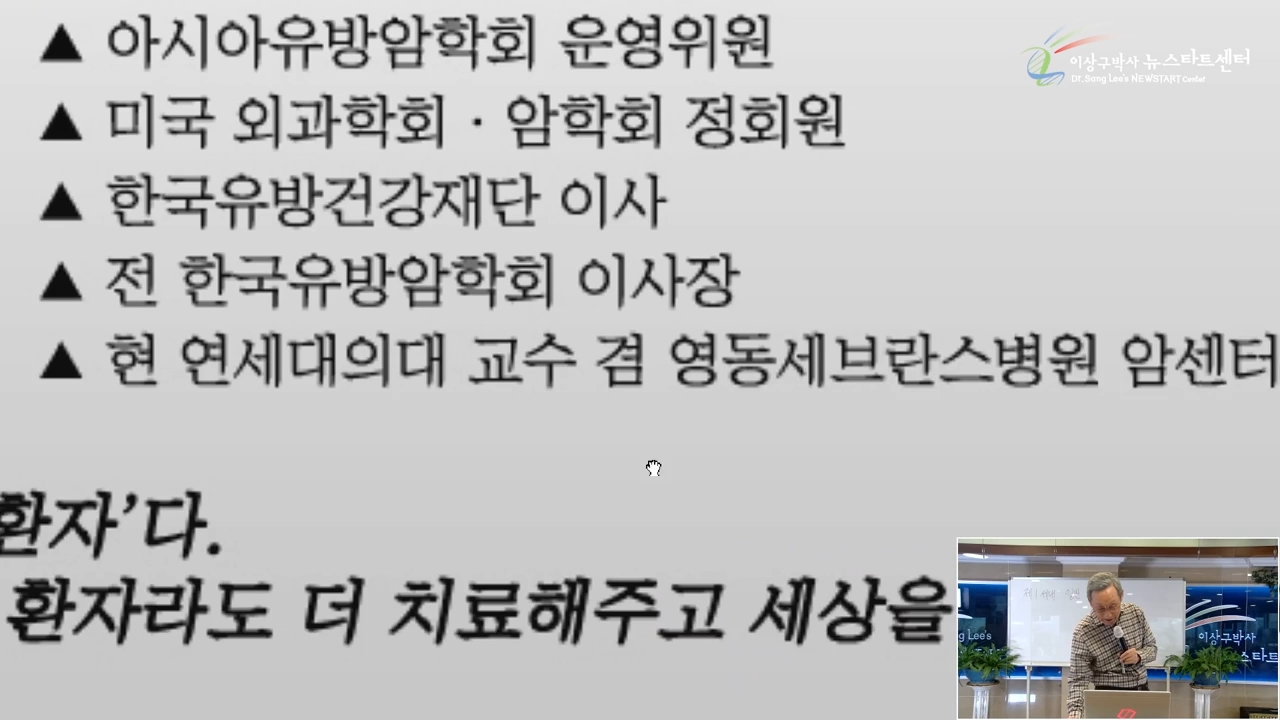 ▲ 아시아유방암학회 운영위원
▲ 미국 외과학회 · 암학회 정회원
▲ 한국유방건강재단 이사
▲ 전 한국유방암학회 이사장
▲ 현 연세대의대 교수 겸 영동세브란스병원 암센터
환자’다.
환자라도 더 치료해주고 세상을
이상구박사 뉴스타트센터
Dr. Sang Lee's NEWSTART Center
이상구박사